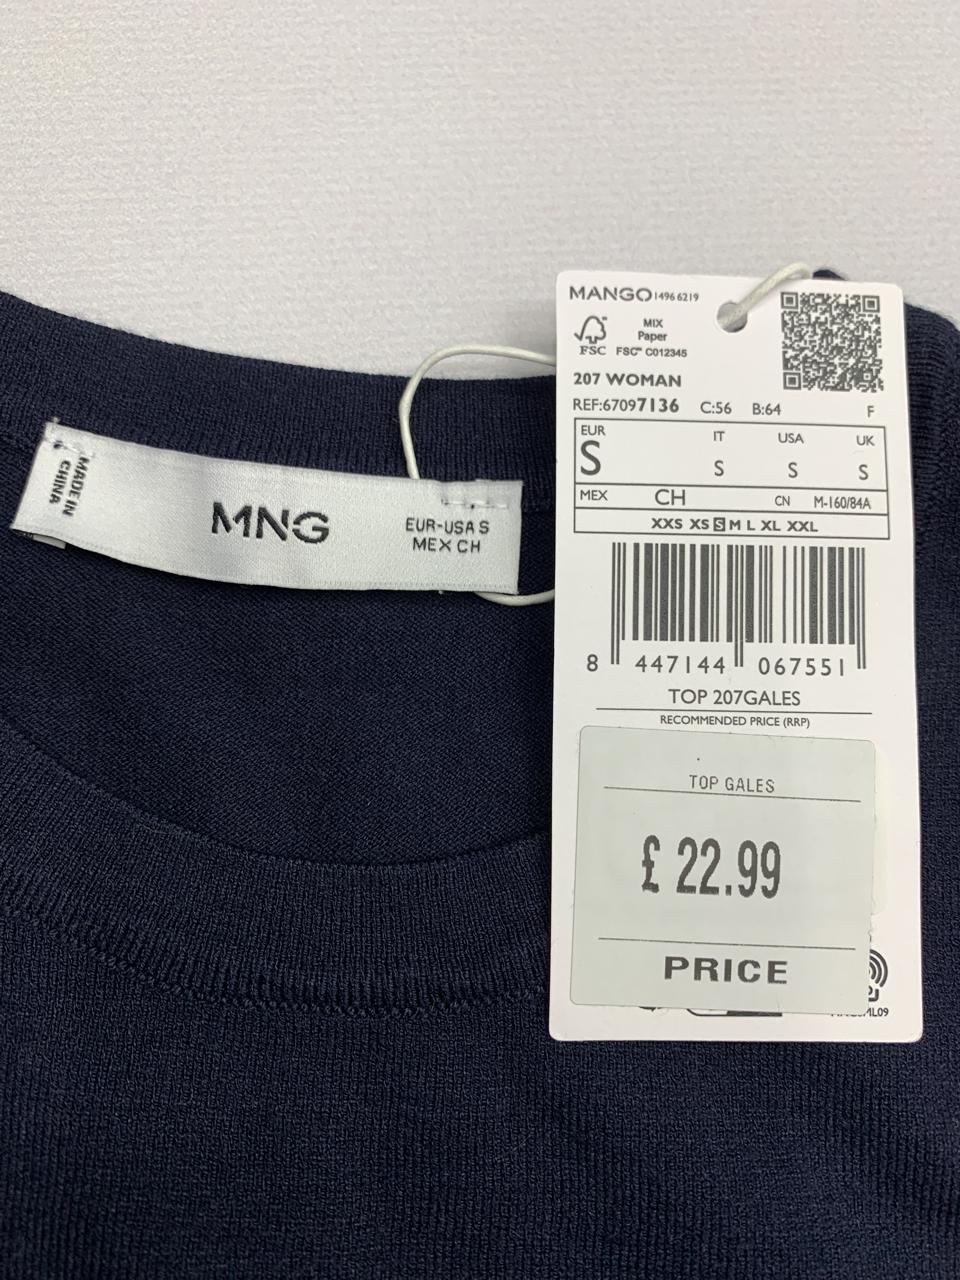 MADE IN
CHINA
MNG
EUR-USA S
MEX CH
MANGO 1496 6219
MIX
Paper
FSC FSC™ C012345
207 WOMAN
REF:67097136 C:56 B:64 F
EUR IT USA UK
S S S S
MEX CH CN M-160/84A
XXS XS S M L XL XXL
8 447144 067551
TOP 207GALES
RECOMMENDED PRICE (RRP)
TOP GALES
£ 22.99
PRICE